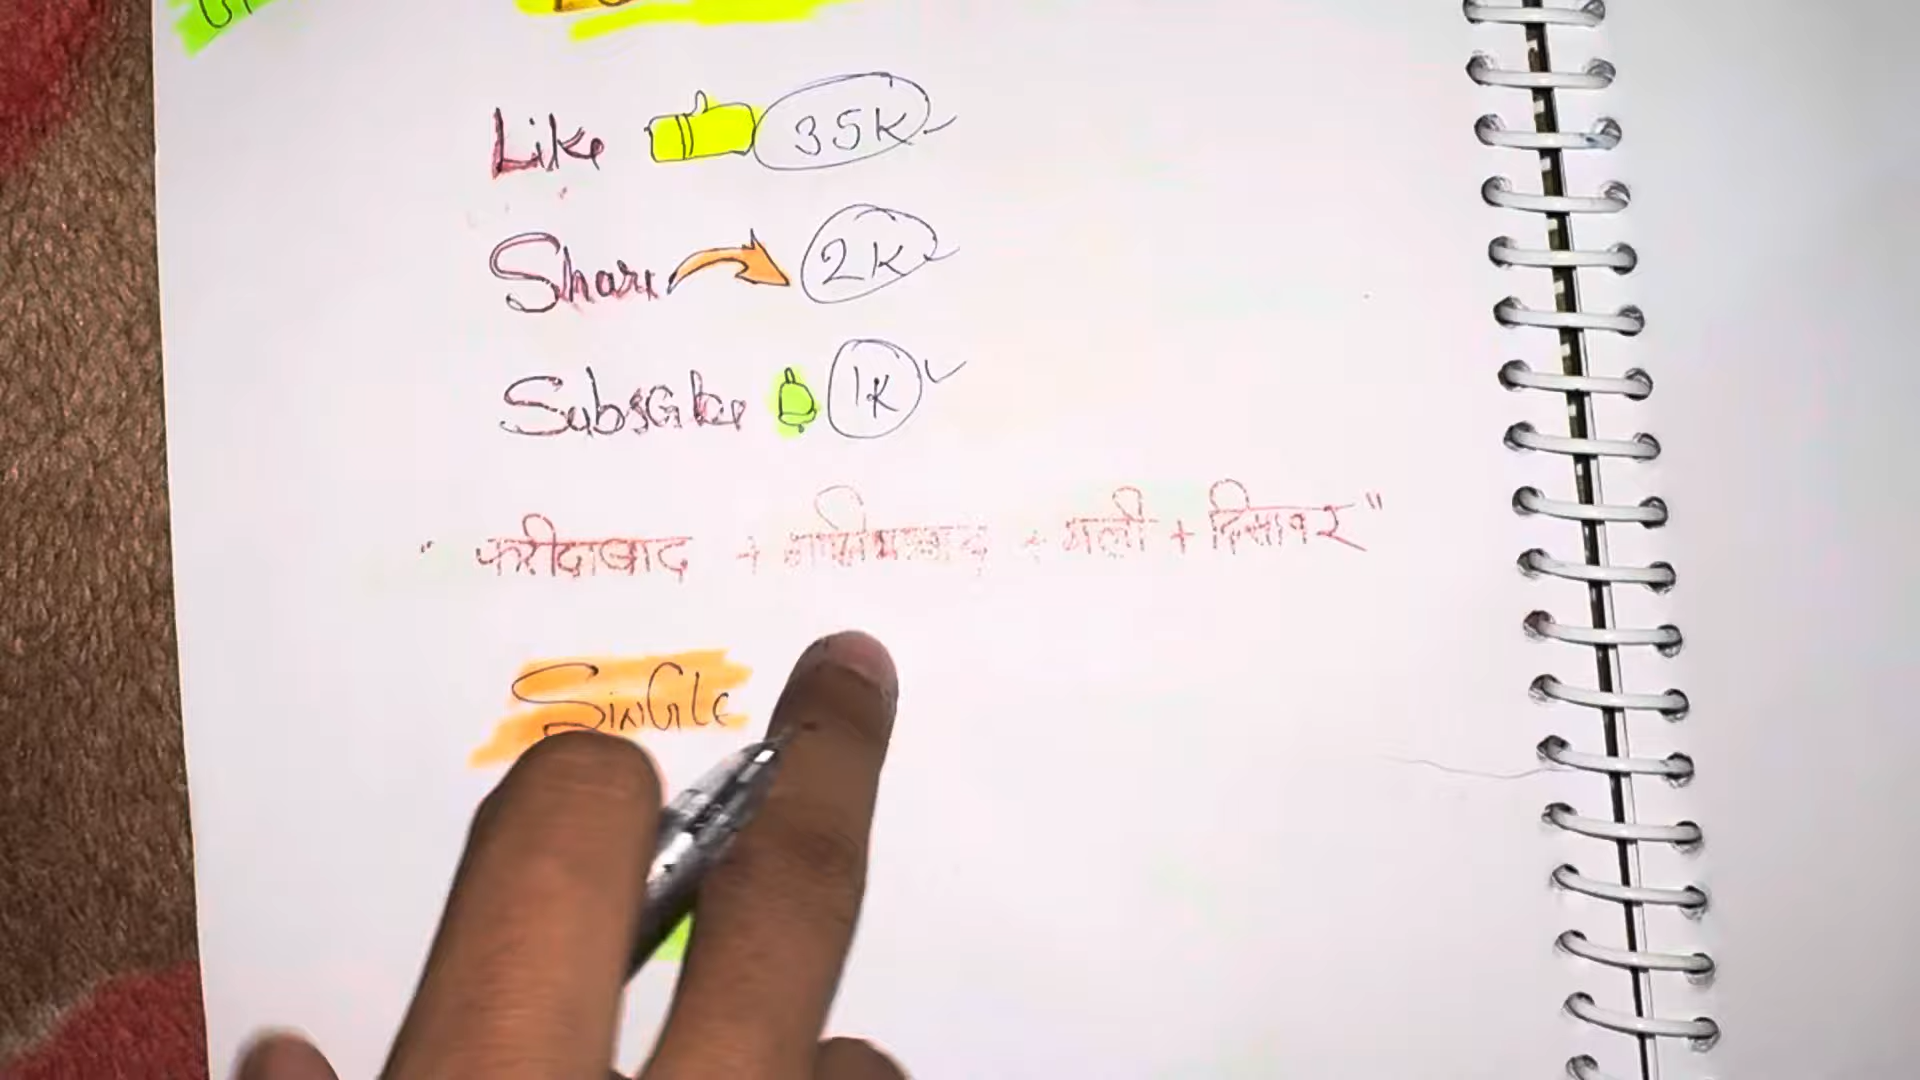 Like 35K
Share 2K
Subscribe 1K
" फरीदाबाद + गाजियाबाद + गली + दिसावर "
Single